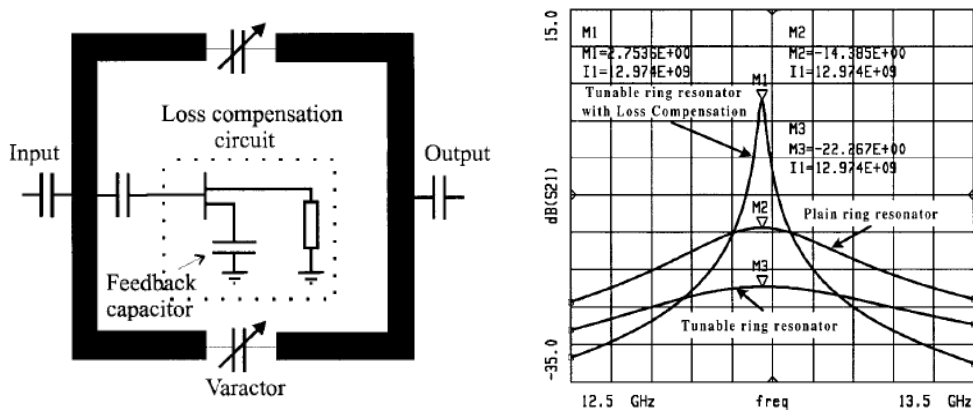 Loss compensation
circuit
Input
Output
Feedback
capacitor
Varactor
15.0
dB(S21)
-35.0
M1
M1=2.7536E+00
I1=12.974E+09
M2
M2=-14.385E+00
I1=12.974E+09
Tunable ring resonator
with Loss Compensation
M1
M3
M3=-22.267E+00
I1=12.974E+09
M2
Plain ring resonator
M3
Tunable ring resonator
12.5 GHz freq 13.5 GHz